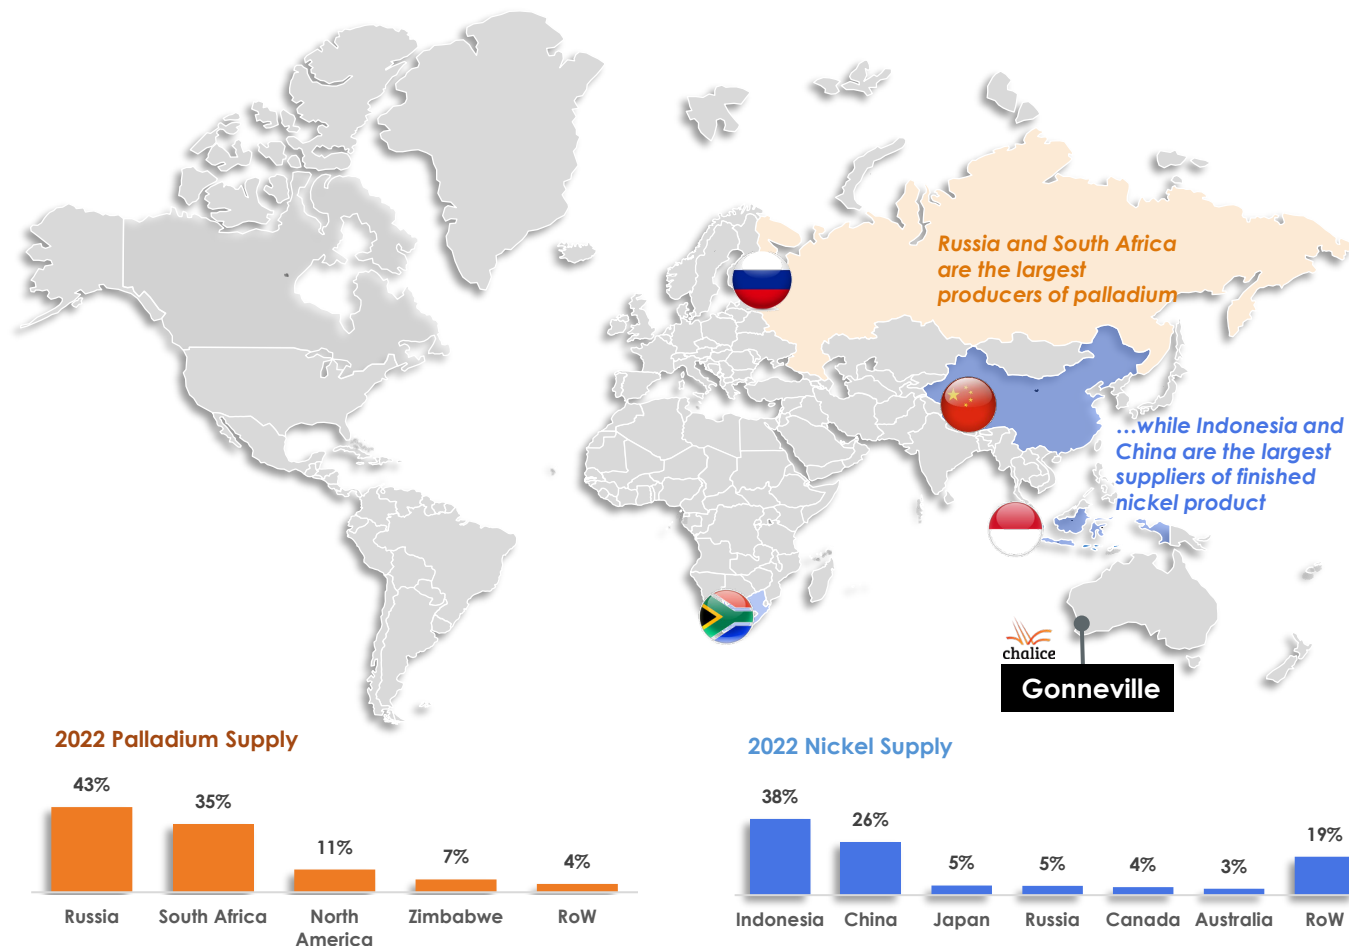 Russia and South Africa
are the largest
producers of palladium
…while Indonesia and
China are the largest
suppliers of finished
nickel product
chalice
Gonneville
2022 Palladium Supply
43%
35%
11%
7%
4%
Russia
South Africa
North
America
Zimbabwe
RoW
2022 Nickel Supply
38%
26%
5%
5%
4%
3%
19%
Indonesia
China
Japan
Russia
Canada
Australia
RoW